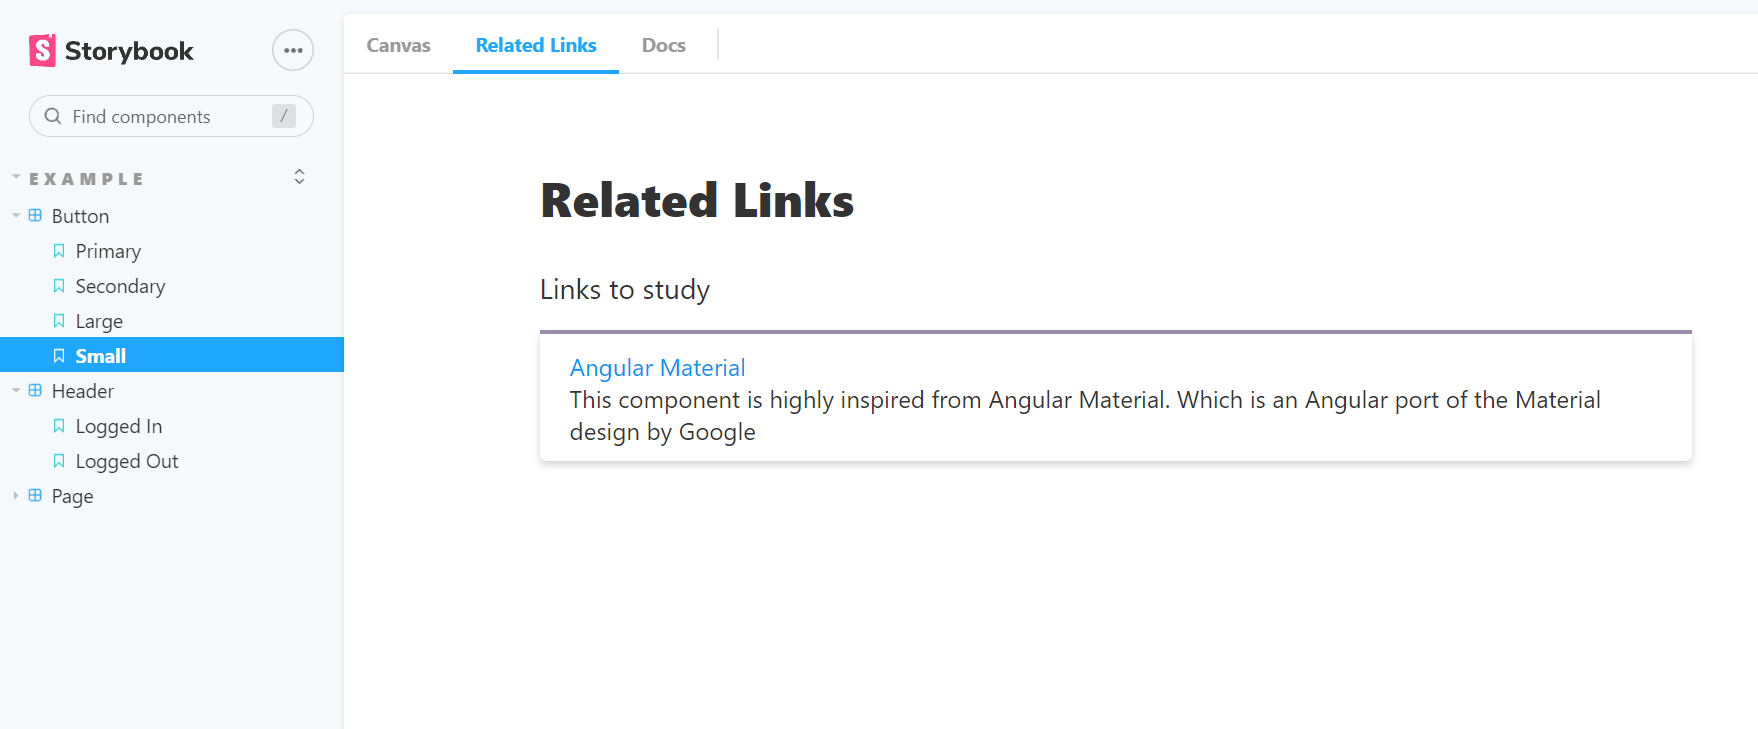 Storybook
Find components
/
EXAMPLE
Button
Primary
Secondary
Large
Small
Header
Logged In
Logged Out
Page
Canvas
Related Links
Docs
Related Links
Links to study
Angular Material
This component is highly inspired from Angular Material. Which is an Angular port of the Material
design by Google